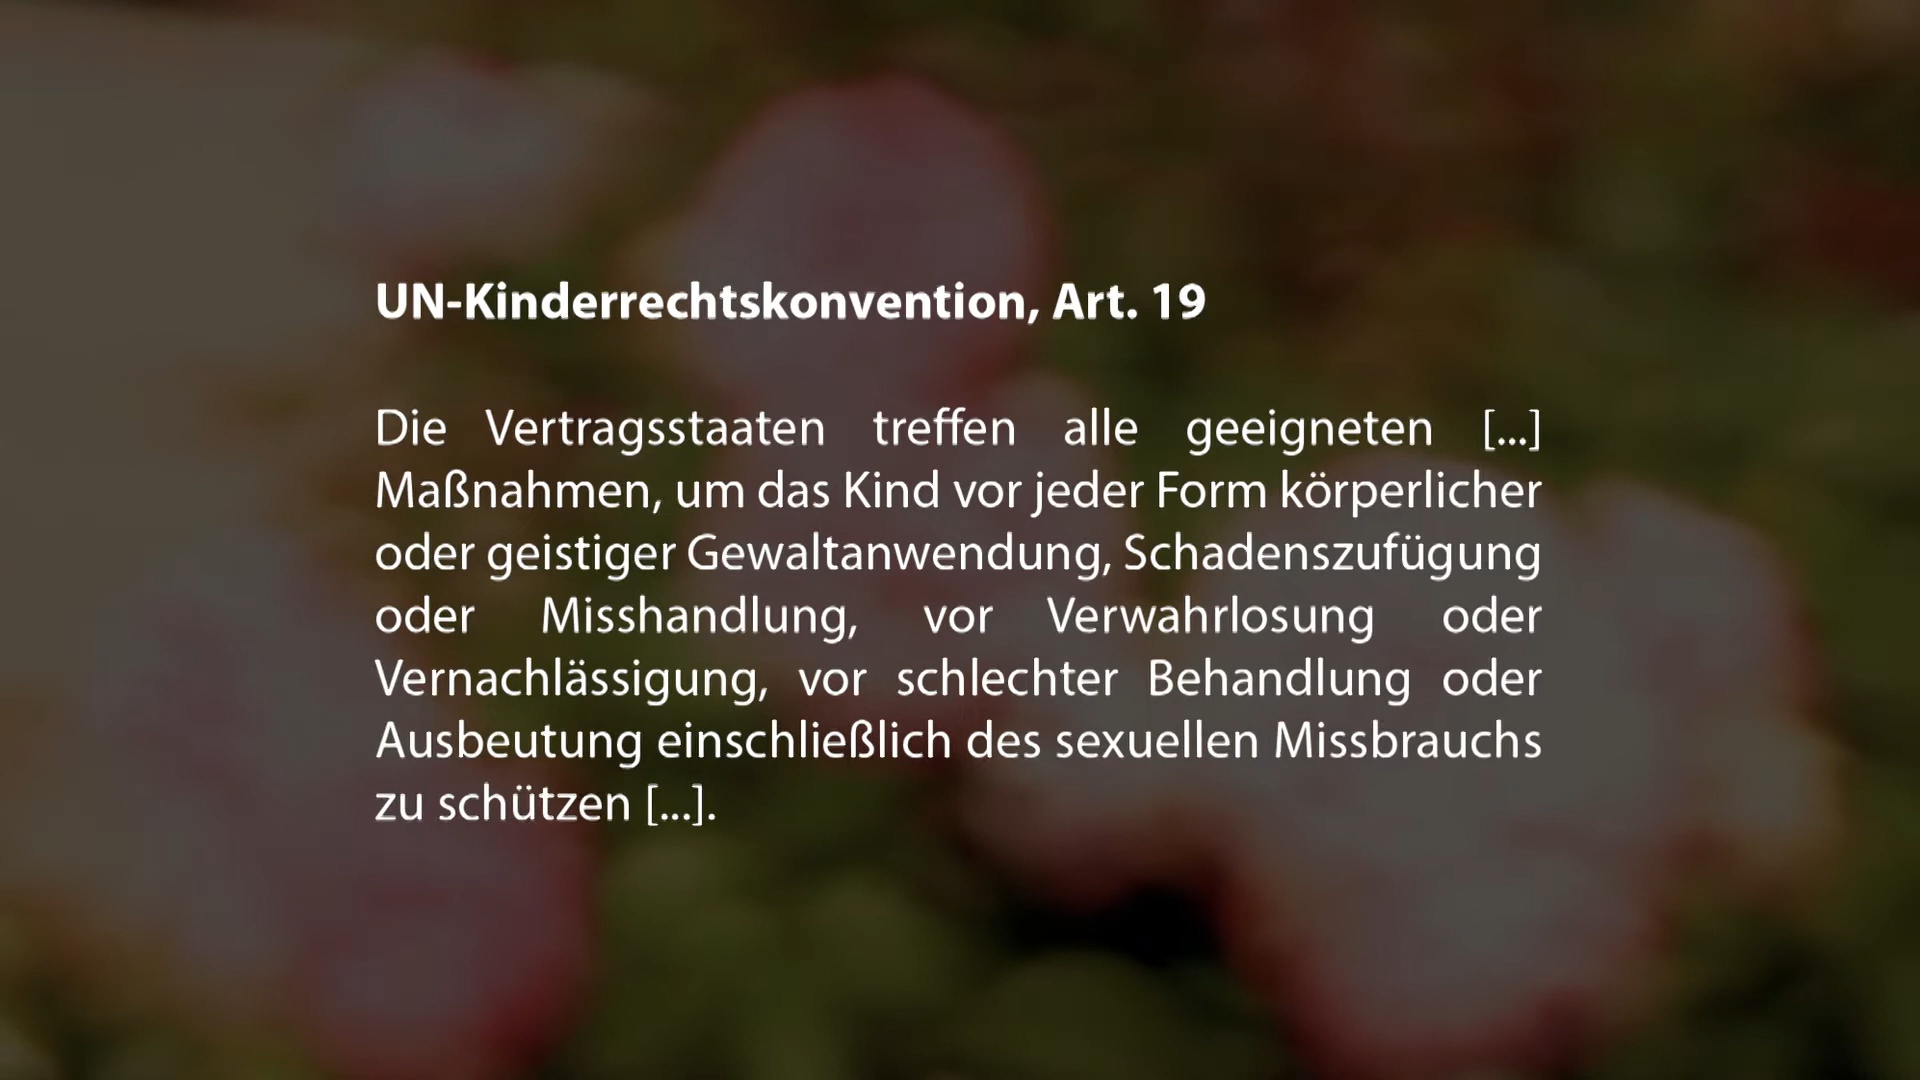 UN-Kinderrechtskonvention, Art. 19
Die Vertragsstaaten treffen alle geeigneten [...]
Maßnahmen, um das Kind vor jeder Form körperlicher
oder geistiger Gewaltanwendung, Schadenszufügung
oder Misshandlung, vor Verwahrlosung oder
Vernachlässigung, vor schlechter Behandlung oder
Ausbeutung einschließlich des sexuellen Missbrauchs
zu schützen [...].